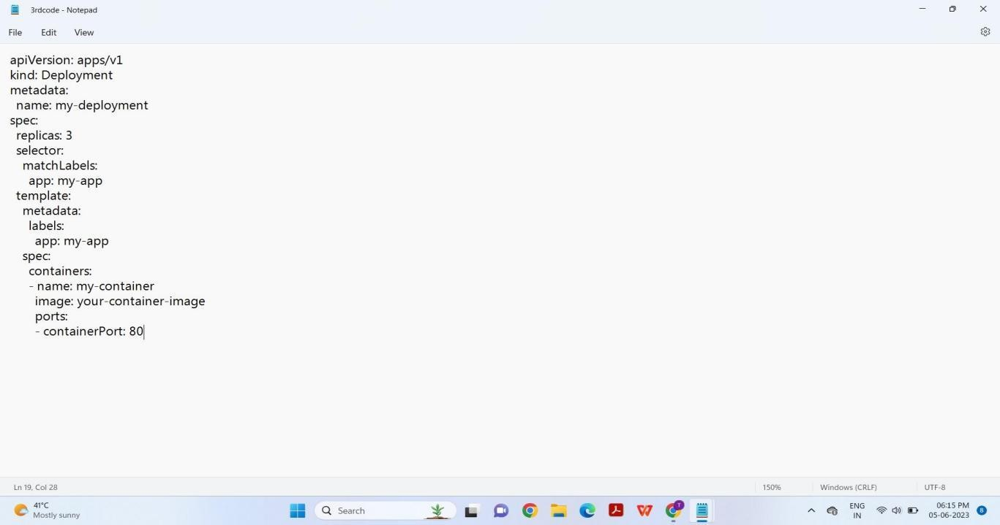 3rdcode - Notepad
File Edit View
apiVersion: apps/v1
kind: Deployment
metadata:
  name: my-deployment
spec:
  replicas: 3
  selector:
    matchLabels:
      app: my-app
  template:
    metadata:
      labels:
        app: my-app
    spec:
      containers:
      - name: my-container
        image: your-container-image
        ports:
        - containerPort: 80
Ln 19, Col 28 150% Windows (CRLF) UTF-8
41°C
Mostly sunny
Search
T
ENG
IN
06:15 PM
05-06-2023
8